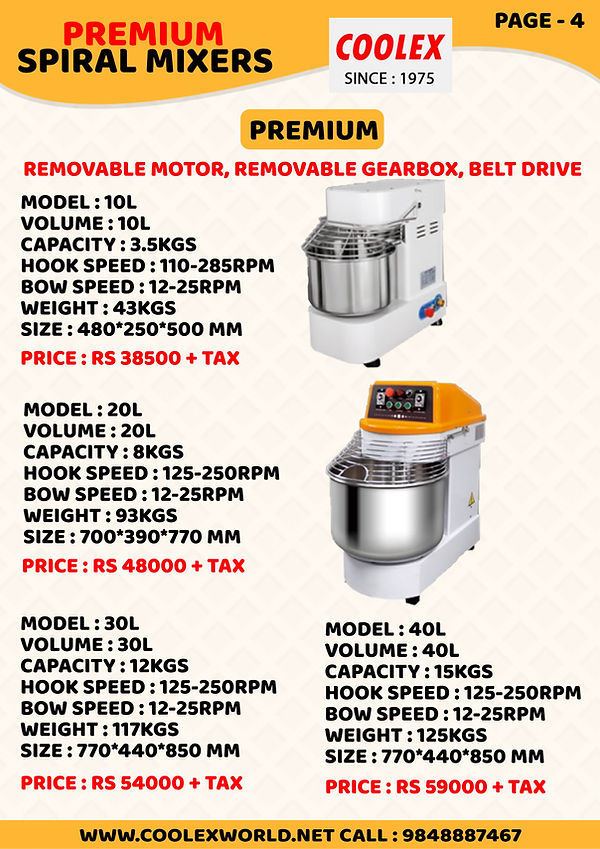 PREMIUM
SPIRAL MIXERS
COOLEX
SINCE : 1975
PAGE - 4
PREMIUM
REMOVABLE MOTOR, REMOVABLE GEARBOX, BELT DRIVE
MODEL : 10L
VOLUME : 10L
CAPACITY : 3.5KGS
HOOK SPEED : 110-285RPM
BOW SPEED : 12-25RPM
WEIGHT : 43KGS
SIZE : 480*250*500 MM
PRICE : RS 38500 + TAX
MODEL : 20L
VOLUME : 20L
CAPACITY : 8KGS
HOOK SPEED : 125-250RPM
BOW SPEED : 12-25RPM
WEIGHT : 93KGS
SIZE : 700*390*770 MM
PRICE : RS 48000 + TAX
MODEL : 30L
VOLUME : 30L
CAPACITY : 12KGS
HOOK SPEED : 125-250RPM
BOW SPEED : 12-25RPM
WEIGHT : 117KGS
SIZE : 770*440*850 MM
PRICE : RS 54000 + TAX
MODEL : 40L
VOLUME : 40L
CAPACITY : 15KGS
HOOK SPEED : 125-250RPM
BOW SPEED : 12-25RPM
WEIGHT : 125KGS
SIZE : 770*440*850 MM
PRICE : RS 59000 + TAX
WWW.COOLEXWORLD.NET CALL : 9848887467